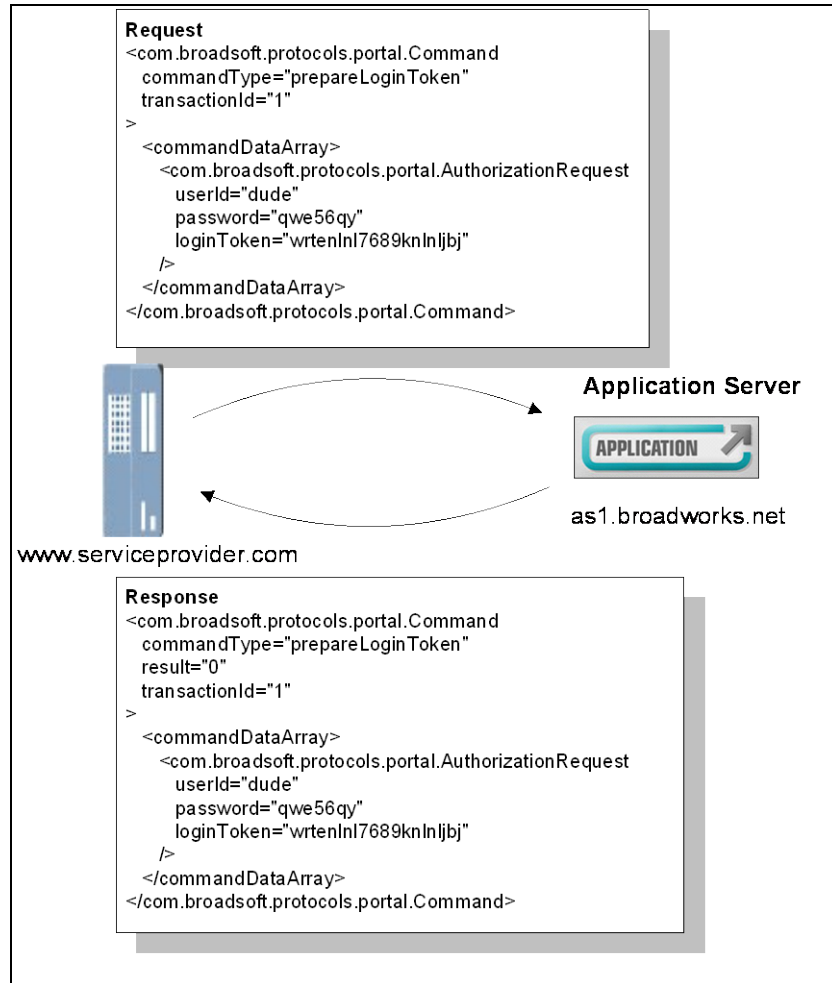 Request
<com.broadsoft.protocols.portal.Command
commandType="prepareLoginToken"
transactionId="1"
>
<commandDataArray>
<com.broadsoft.protocols.portal.AuthorizationRequest
userId="dude"
password="qwe56qy"
loginToken="wrtenlnl7689knlnljbj"
/>
</commandDataArray>
</com.broadsoft.protocols.portal.Command>
Application Server
APPLICATION
as1.broadworks.net
www.serviceprovider.com
Response
<com.broadsoft.protocols.portal.Command
commandType="prepareLoginToken"
result="0"
transactionId="1"
>
<commandDataArray>
<com.broadsoft.protocols.portal.AuthorizationRequest
userId="dude"
password="qwe56qy"
loginToken="wrtenlnl7689knlnljbj"
/>
</commandDataArray>
</com.broadsoft.protocols.portal.Command>